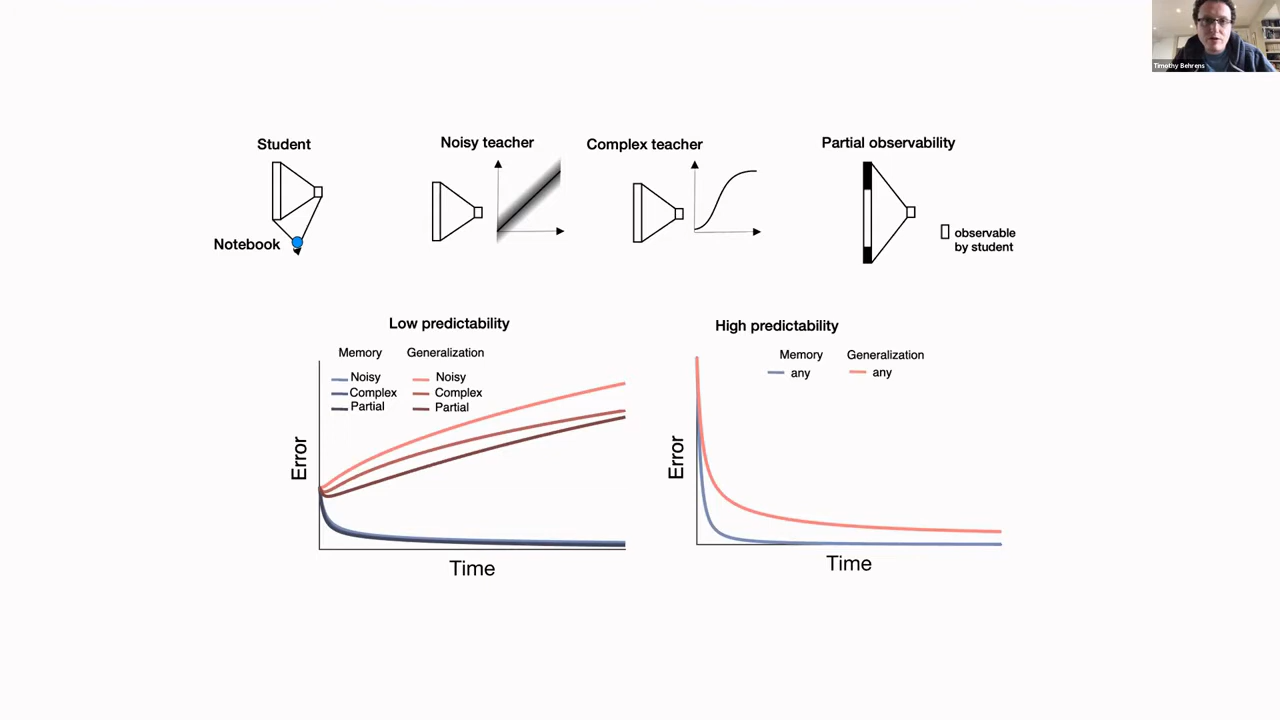 Timothy Behrens
Student
Noisy teacher
Complex teacher
Partial observability
Notebook
observable
by student
Low predictability
Memory Generalization
Noisy Noisy
Complex Complex
Partial Partial
Error
Time
High predictability
Memory Generalization
any any
Error
Time